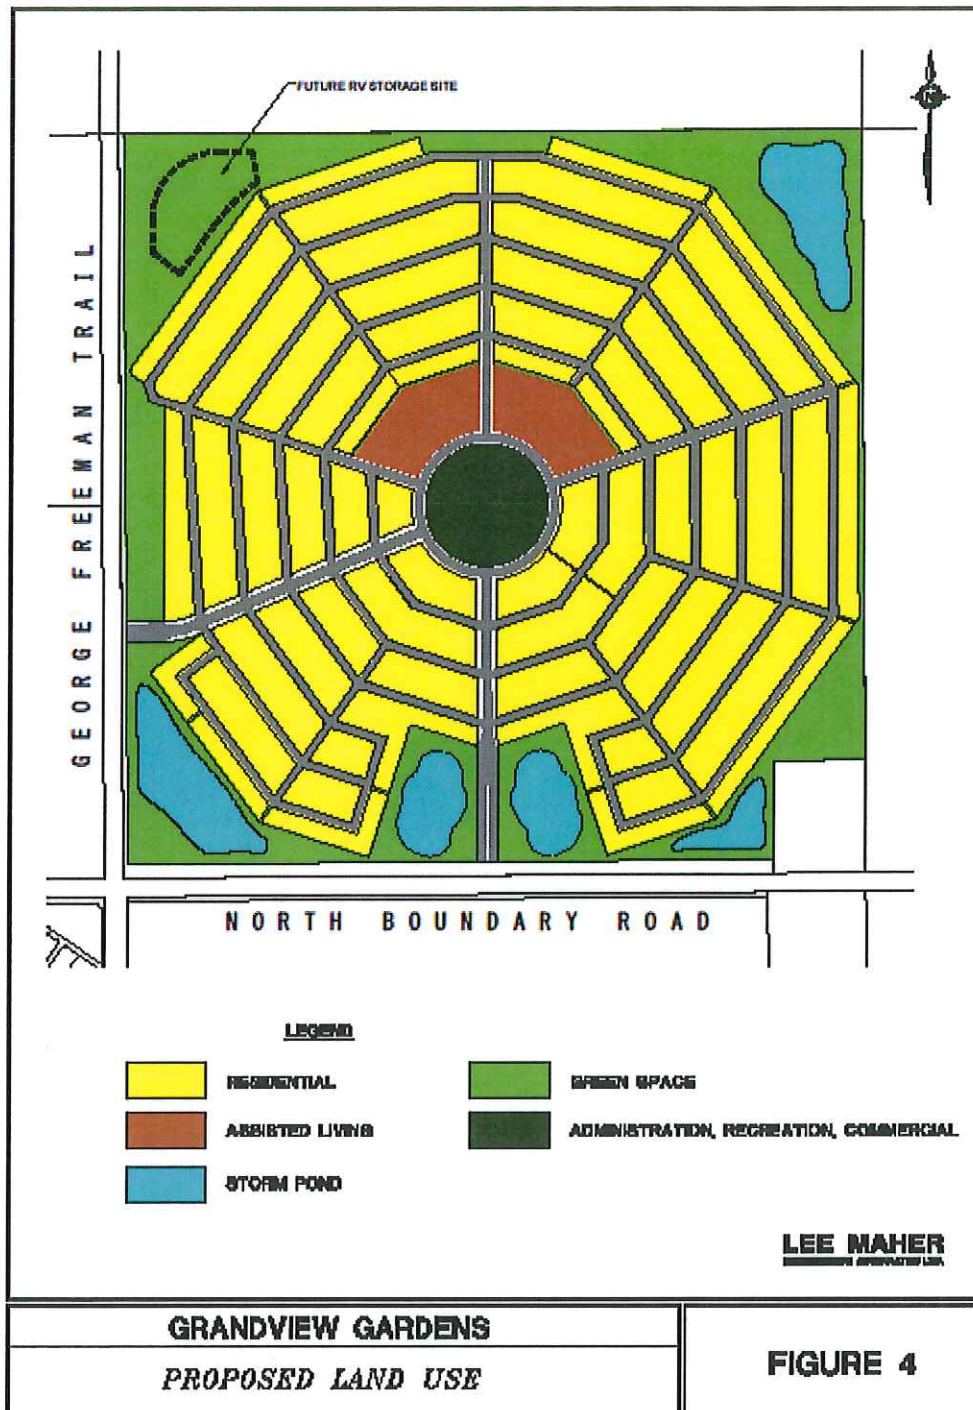 FUTURE RV STORAGE SITE
N
GEORGE FREEMAN TRAIL
NORTH BOUNDARY ROAD
LEGEND
RESIDENTIAL
GREEN SPACE
ASSISTED LIVING
ADMINISTRATION, RECREATION, COMMERCIAL
STORM POND
LEE MAHER
GRANDVIEW GARDENS
PROPOSED LAND USE
FIGURE 4